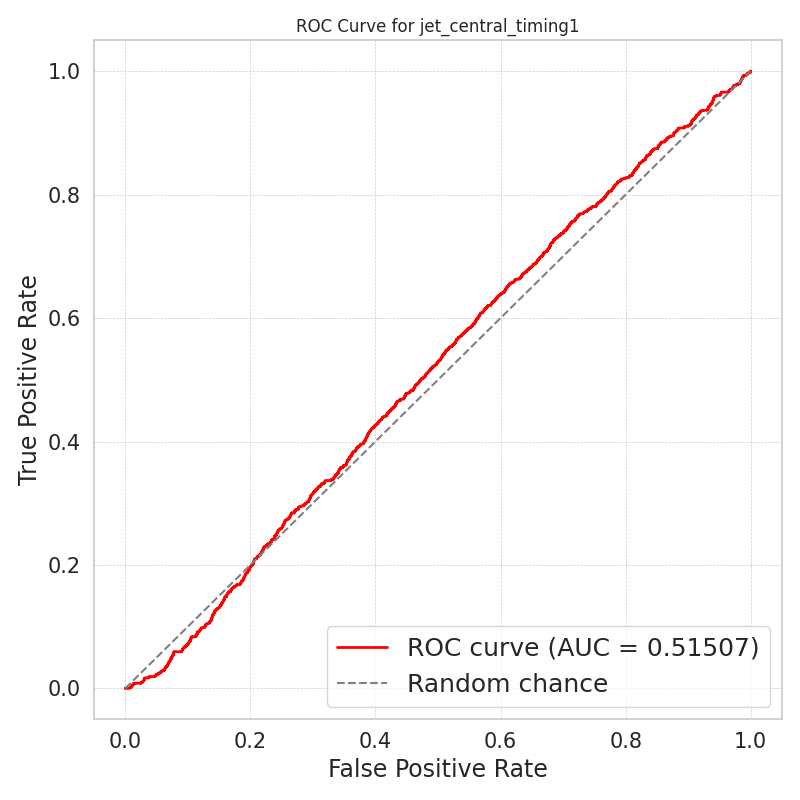 ROC Curve for jet_central_timing1
1.0
0.8
0.6
0.4
0.2
0.0
True Positive Rate
ROC curve (AUC = 0.51507)
Random chance
0.0 0.2 0.4 0.6 0.8 1.0
False Positive Rate